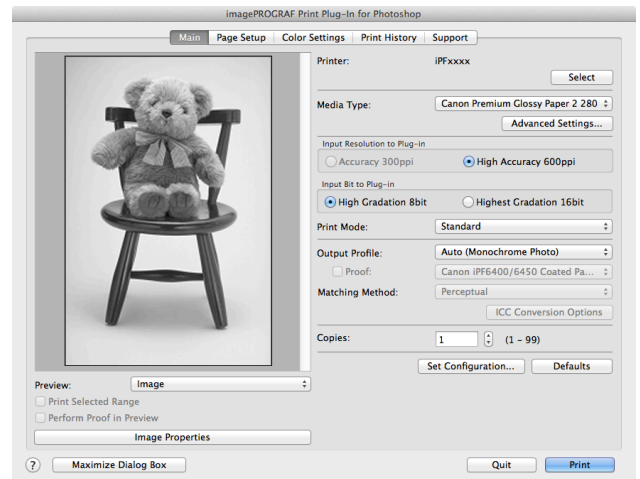 imagePROGRAF Print Plug-In for Photoshop
Main Page Setup Color Settings Print History Support
Printer: iPFxxxx
Select
Media Type: Canon Premium Glossy Paper 2 280
Advanced Settings...
Input Resolution to Plug-in
Accuracy 300ppi High Accuracy 600ppi
Input Bit to Plug-in
High Gradation 8bit Highest Gradation 16bit
Print Mode: Standard
Output Profile: Auto (Monochrome Photo)
Proof: Canon iPF6400/6450 Coated Pa...
Matching Method: Perceptual
ICC Conversion Options
Copies: 1 (1 – 99)
Set Configuration... Defaults
Preview: Image
Print Selected Range
Perform Proof in Preview
Image Properties
? Maximize Dialog Box Quit Print